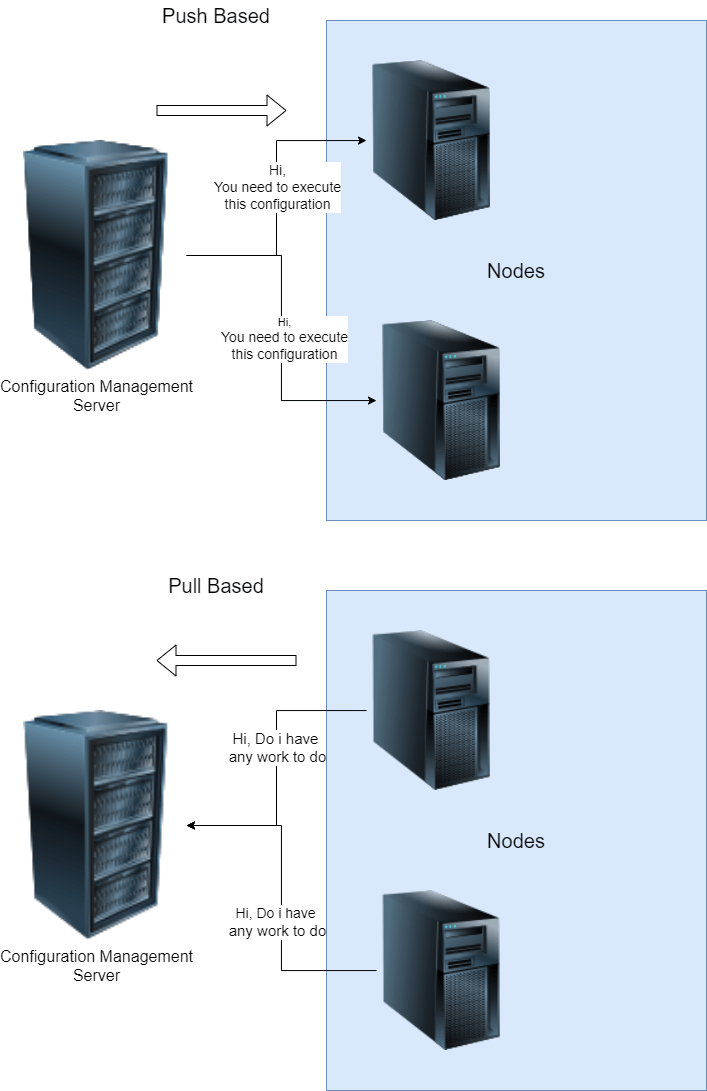 Push Based
Hi,
You need to execute
this configuration
Nodes
Hi,
You need to execute
this configuration
Configuration Management
Server
Pull Based
Hi, Do i have
any work to do
Nodes
Hi, Do i have
any work to do
Configuration Management
Server